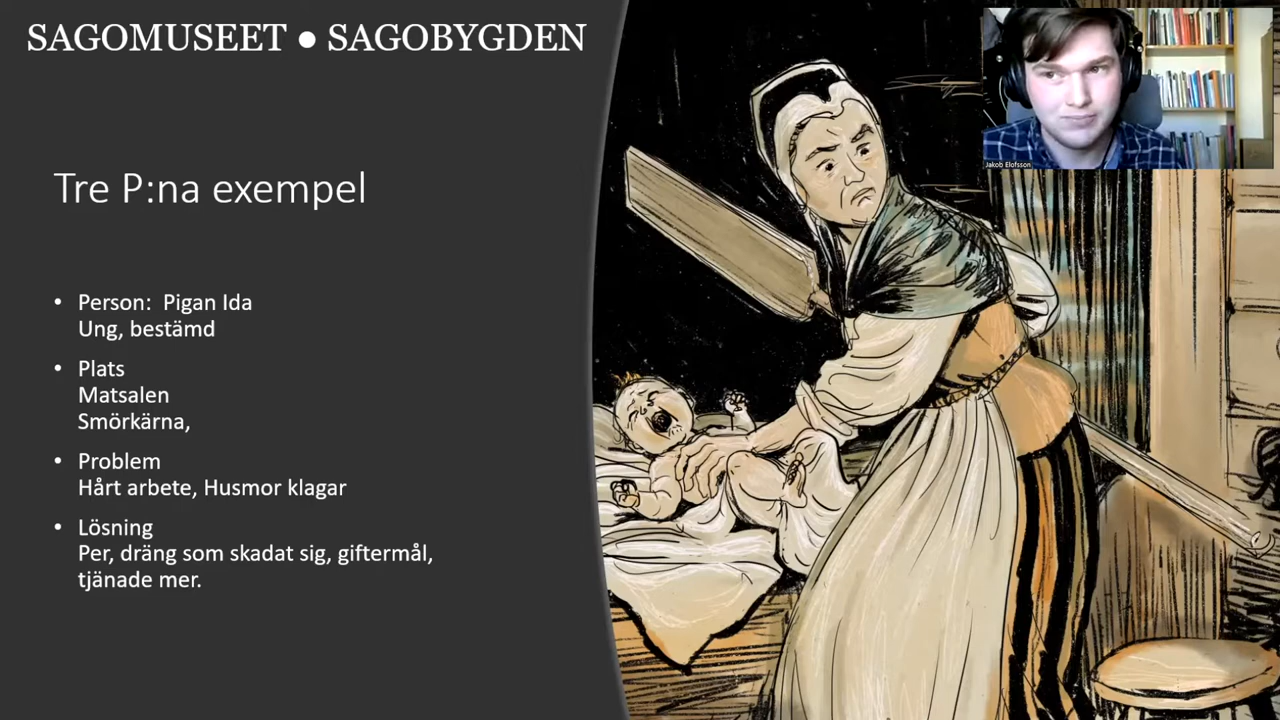 SAGOMUSEET ● SAGOBYGDEN
Jakob Elofsson
Tre P:na exempel
• Person: Pigan Ida
Ung, bestämd
• Plats
Matsalen
Smörkärna,
• Problem
Hårt arbete, Husmor klagar
• Lösning
Per, dräng som skadat sig, giftermål,
tjänade mer.